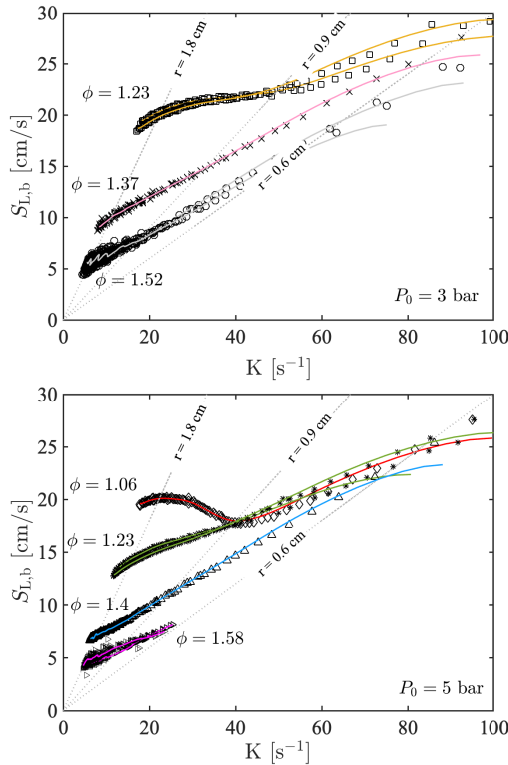 30
25
20
15
10
5
0
0 20 40 60 80 100
S_{L,b} [cm/s]
K [s⁻¹]
r = 1.8 cm
r = 0.9 cm
r = 0.6 cm
ϕ = 1.23
ϕ = 1.37
ϕ = 1.52
P₀ = 3 bar
30
25
20
15
10
5
0
0 20 40 60 80 100
S_{L,b} [cm/s]
K [s⁻¹]
r = 1.8 cm
r = 0.9 cm
r = 0.6 cm
ϕ = 1.06
ϕ = 1.23
ϕ = 1.4
ϕ = 1.58
P₀ = 5 bar